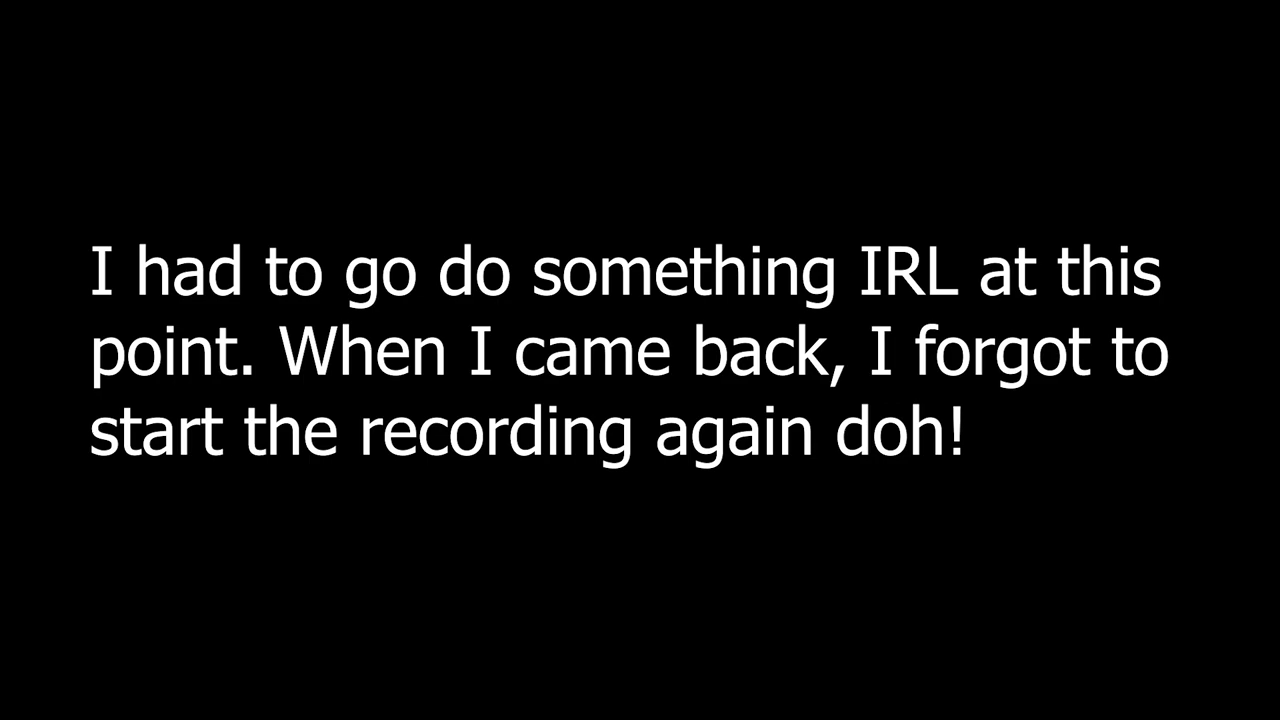 I had to go do something IRL at this
point. When I came back, I forgot to
start the recording again doh!